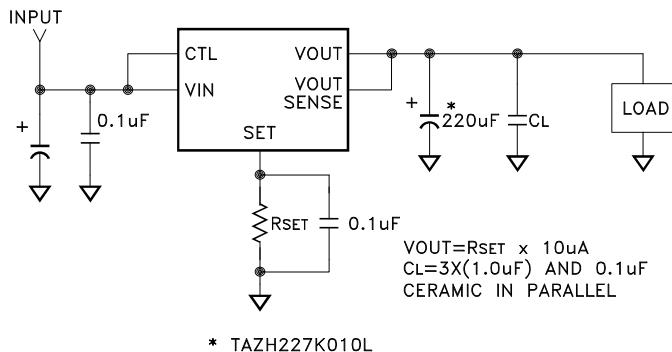 INPUT
CTL
VOUT
VIN
VOUT
SENSE
SET
+
0.1uF
+
*
220uF
CL
LOAD
RSET
0.1uF
VOUT=RSET x 10uA
CL=3X(1.0uF) AND 0.1uF
CERAMIC IN PARALLEL
* TAZH227K010L